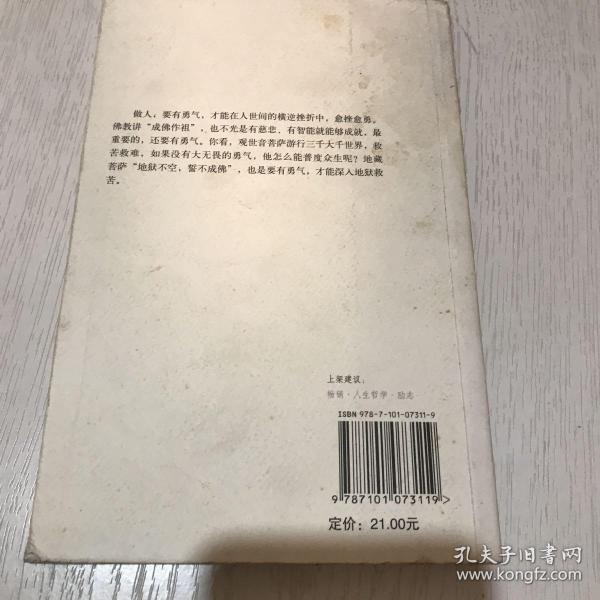 做人，要有勇气，才能在人世间的横逆挫折中，愈挫愈勇。
佛教讲“成佛作祖”，也不光是有慈悲、有智能就能够成就，最
重要的，还要有勇气。你看，观世音菩萨游行三千大千世界，救
苦救难，如果没有大无畏的勇气，他怎么能普度众生呢？地藏
菩萨“地狱不空，誓不成佛”，也是要有勇气，才能深入地狱救
苦。
上架建议：
畅销·人生哲学·励志
ISBN 978-7-101-07311-9
9 787101 073119 >
定价：21.00元
孔夫子旧书网
www.kongfz.com